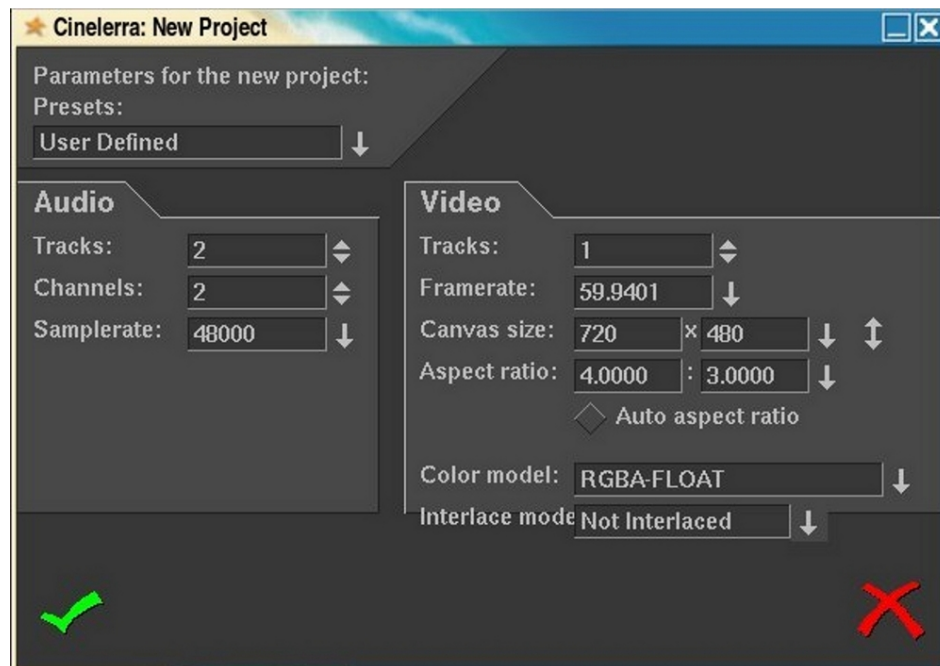 Cinelerra: New Project
Parameters for the new project:
Presets:
User Defined
Audio
Tracks: 2
Channels: 2
Samplerate: 48000
Video
Tracks: 1
Framerate: 59.9401
Canvas size: 720 x 480
Aspect ratio: 4.0000 : 3.0000
Auto aspect ratio
Color model: RGBA-FLOAT
Interlace mode Not Interlaced